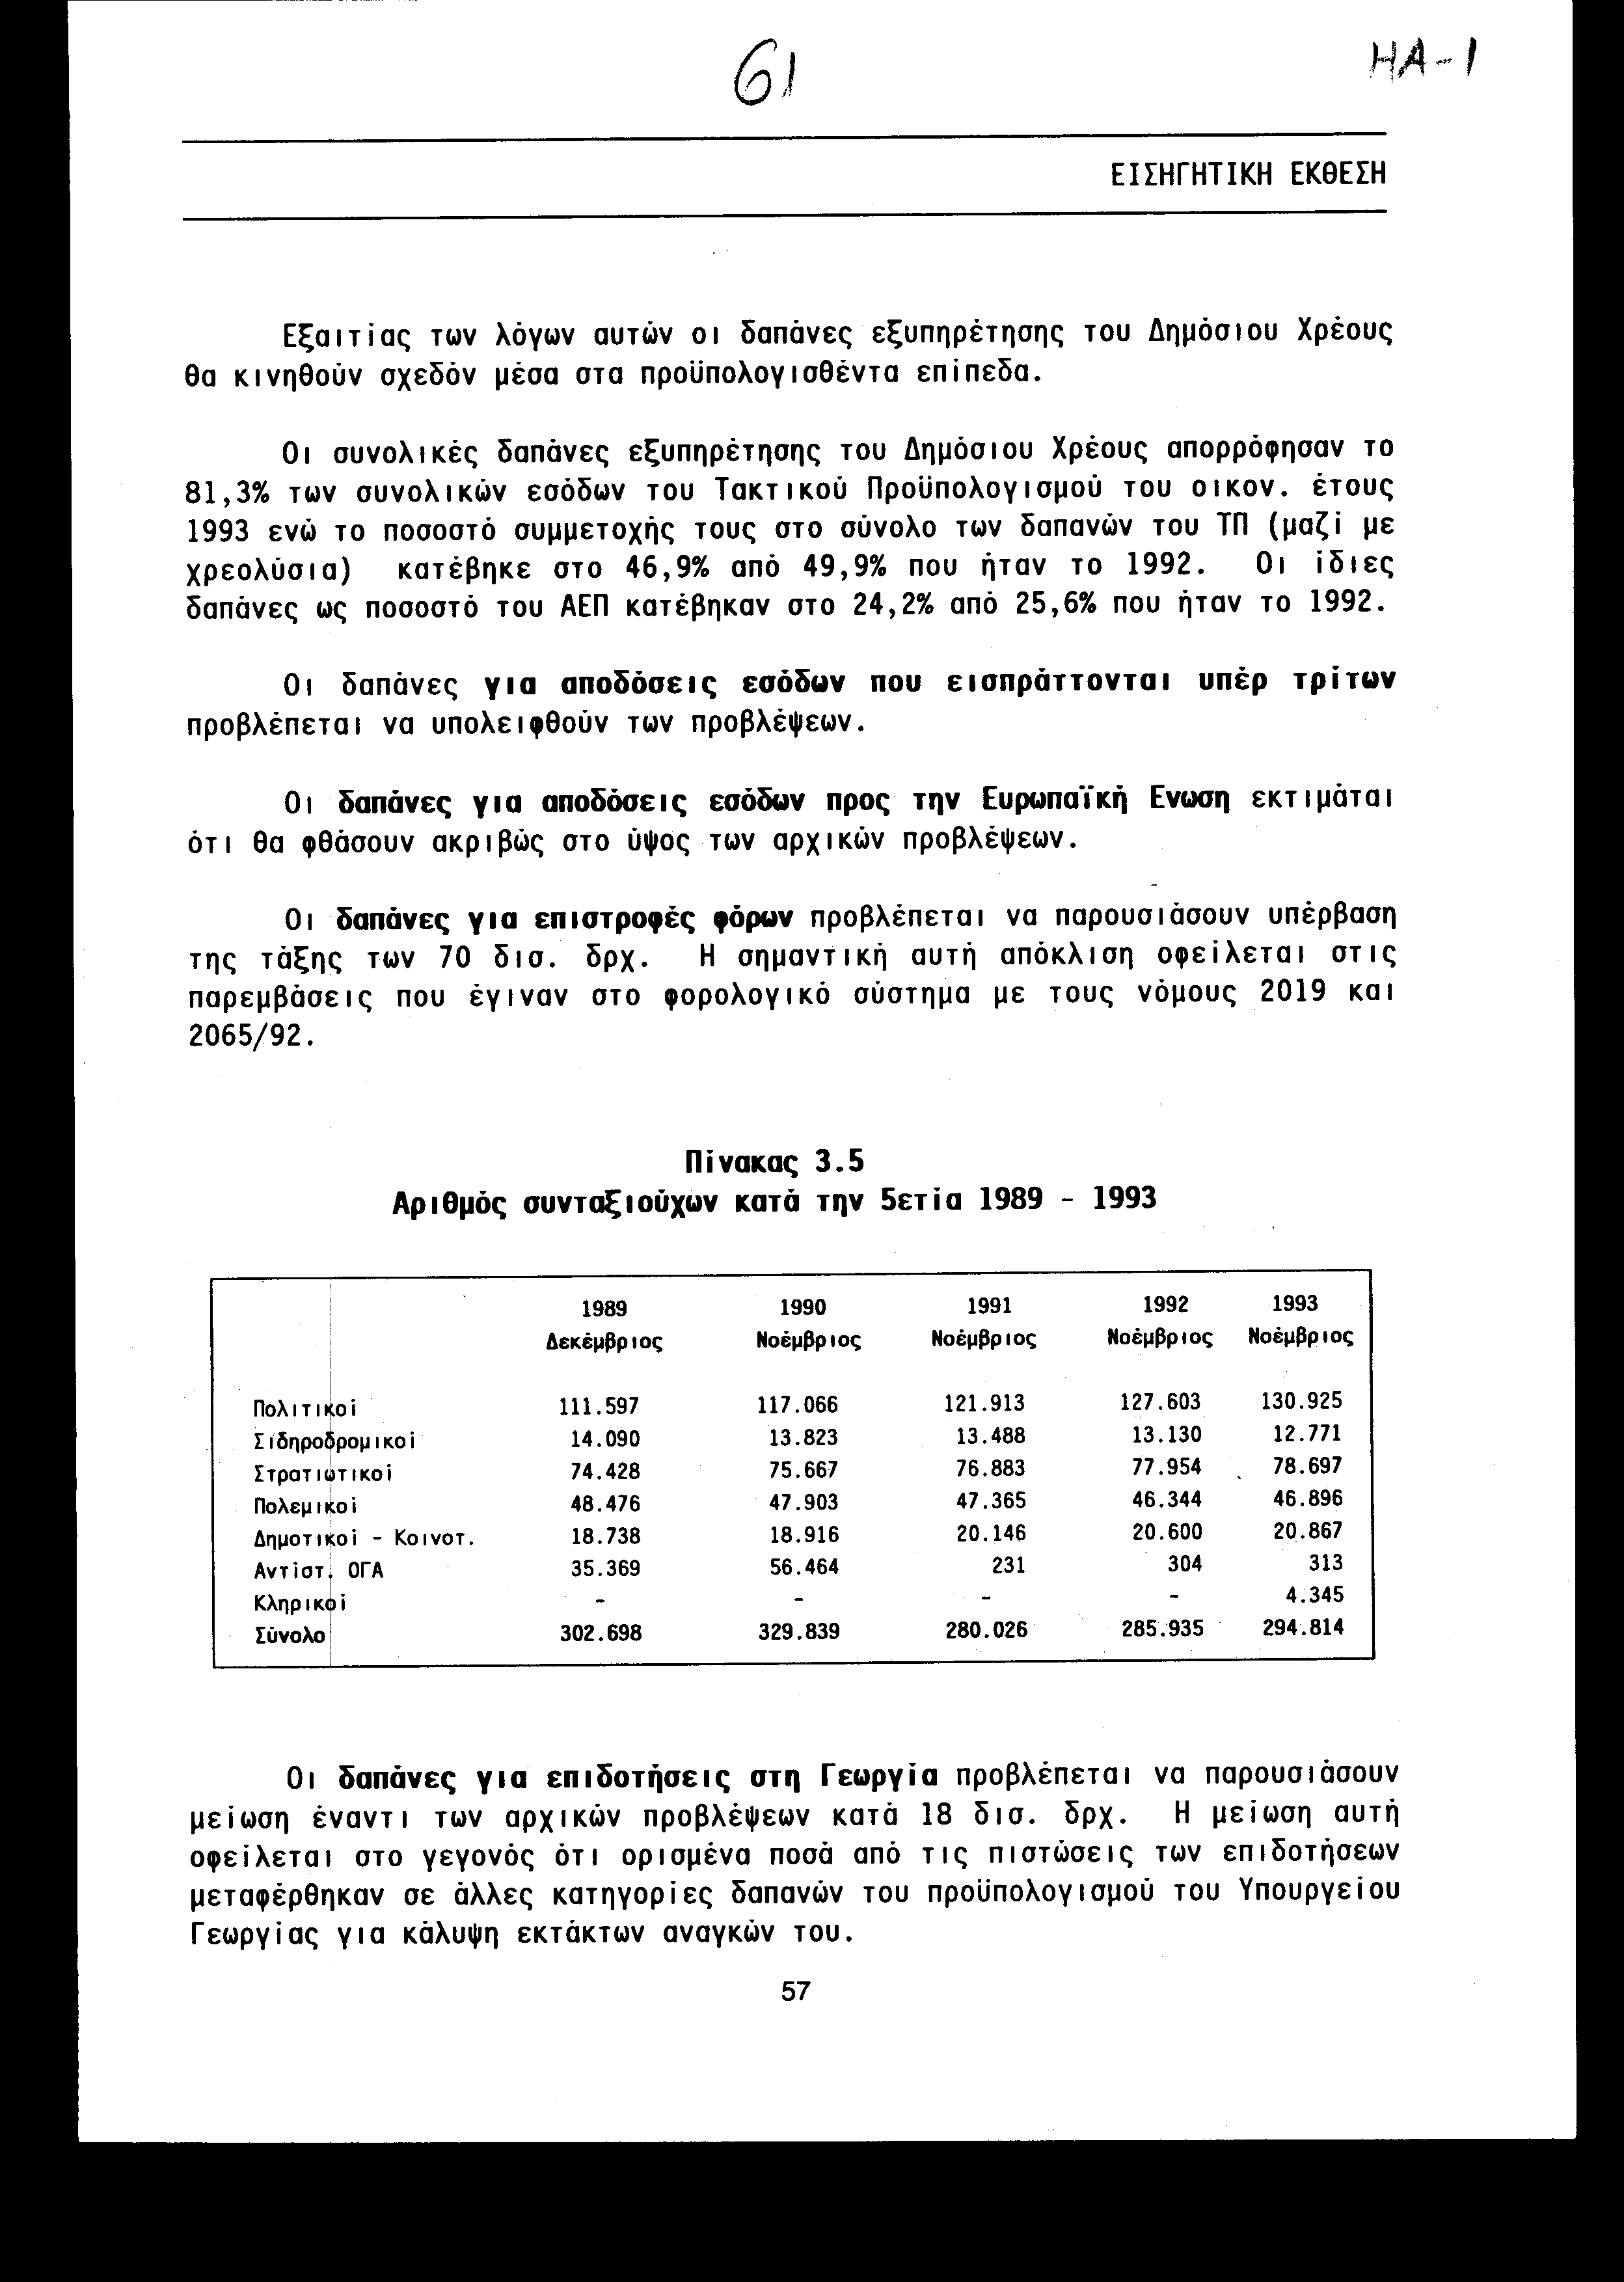 61
HA-1
ΕΙΣΗΓΗΤΙΚΗ ΕΚΘΕΣΗ
Εξαιτίας των λόγων αυτών οι δαπάνες εξυπηρέτησης του Δημόσιου Χρέους
θα κινηθούν σχεδόν μέσα στα προϋπολογισθέντα επίπεδα.
Οι συνολικές δαπάνες εξυπηρέτησης του Δημόσιου Χρέους απορρόφησαν το
81,3% των συνολικών εσόδων του Τακτικού Προϋπολογισμού του οικον. έτους
1993 ενώ το ποσοστό συμμετοχής τους στο σύνολο των δαπανών του ΤΠ (μαζί με
χρεολύσια) κατέβηκε στο 46,9% από 49,9% που ήταν το 1992. Οι ίδιες
δαπάνες ως ποσοστό του ΑΕΠ κατέβηκαν στο 24,2% από 25,6% που ήταν το 1992.
Οι δαπάνες για αποδόσεις εσόδων που εισπράττονται υπέρ τρίτων
προβλέπεται να υπολειφθούν των προβλέψεων.
Οι δαπάνες για αποδόσεις εσόδων προς την Ευρωπαϊκή Ενωση εκτιμάται
ότι θα φθάσουν ακριβώς στο ύψος των αρχικών προβλέψεων.
Οι δαπάνες για επιστροφές φόρων προβλέπεται να παρουσιάσουν υπέρβαση
της τάξης των 70 δισ. δρχ. Η σημαντική αυτή απόκλιση οφείλεται στις
παρεμβάσεις που έγιναν στο φορολογικό σύστημα με τους νόμους 2019 και
2065/92.
Πίνακας 3.5
Αριθμός συνταξιούχων κατά την 5ετία 1989 - 1993
1989 1990 1991 1992 1993
Δεκέμβριος Νοέμβριος Νοέμβριος Νοέμβριος Νοέμβριος
Πολιτικοί 111.597 117.066 121.913 127.603 130.925
Σιδηροδρομικοί 14.090 13.823 13.488 13.130 12.771
Στρατιωτικοί 74.428 75.667 76.883 77.954 78.697
Πολεμικοί 48.476 47.903 47.365 46.344 46.896
Δημοτικοί - Κοινοτ. 18.738 18.916 20.146 20.600 20.867
Αντίστ. ΟΓΑ 35.369 56.464 231 304 313
Κληρικοί - - - - 4.345
Σύνολο 302.698 329.839 280.026 285.935 294.814
Οι δαπάνες για επιδοτήσεις στη Γεωργία προβλέπεται να παρουσιάσουν
μείωση έναντι των αρχικών προβλέψεων κατά 18 δισ. δρχ. Η μείωση αυτή
οφείλεται στο γεγονός ότι ορισμένα ποσά από τις πιστώσεις των επιδοτήσεων
μεταφέρθηκαν σε άλλες κατηγορίες δαπανών του προϋπολογισμού του Υπουργείου
Γεωργίας για κάλυψη εκτάκτων αναγκών του.
57